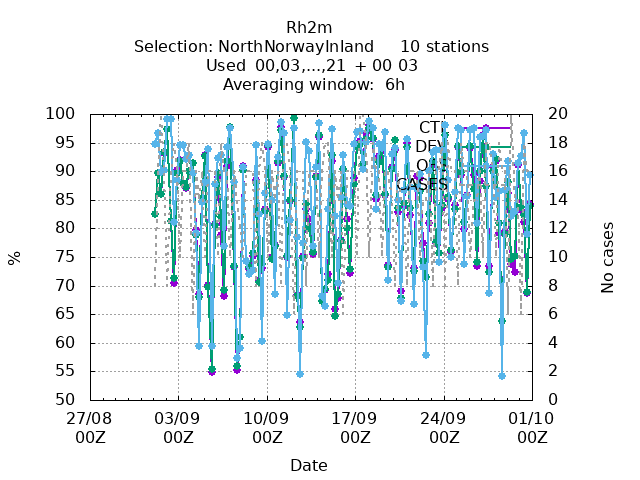 Rh2m
Selection: NorthNorwayInland 10 stations
Used 00,03,...,21 + 00 03
Averaging window: 6h
100 20
95 18
90 16
85 14
80 12
75 10
70 8
65 6
60 4
55 2
50 0
%
No cases
DEV
CASES
27/08 03/09 10/09 17/09 24/09 01/10
00Z 00Z 00Z 00Z 00Z 00Z
Date